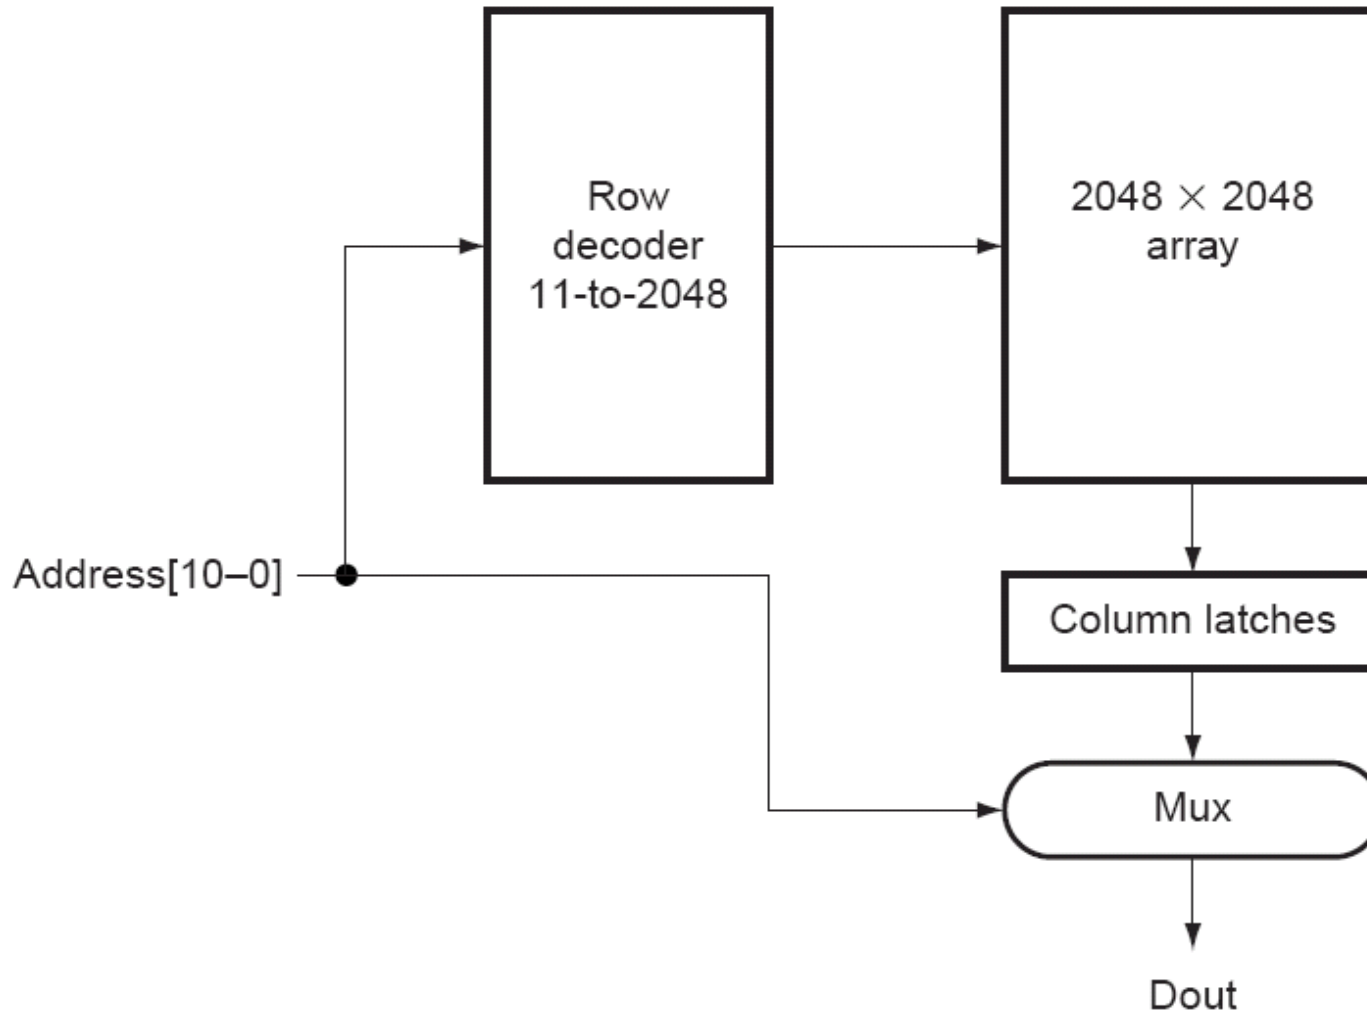 Row
decoder
11-to-2048
2048 × 2048
array
Address[10–0]
Column latches
Mux
Dout